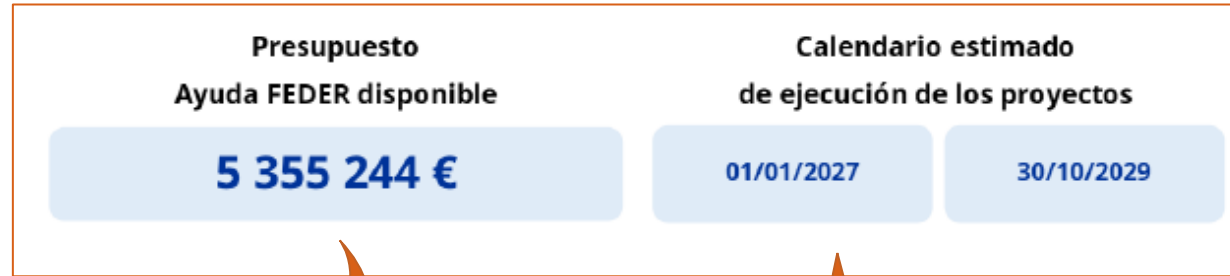 Presupuesto
Ayuda FEDER disponible
5 355 244 €
Calendario estimado
de ejecución de los proyectos
01/01/2027
30/10/2029